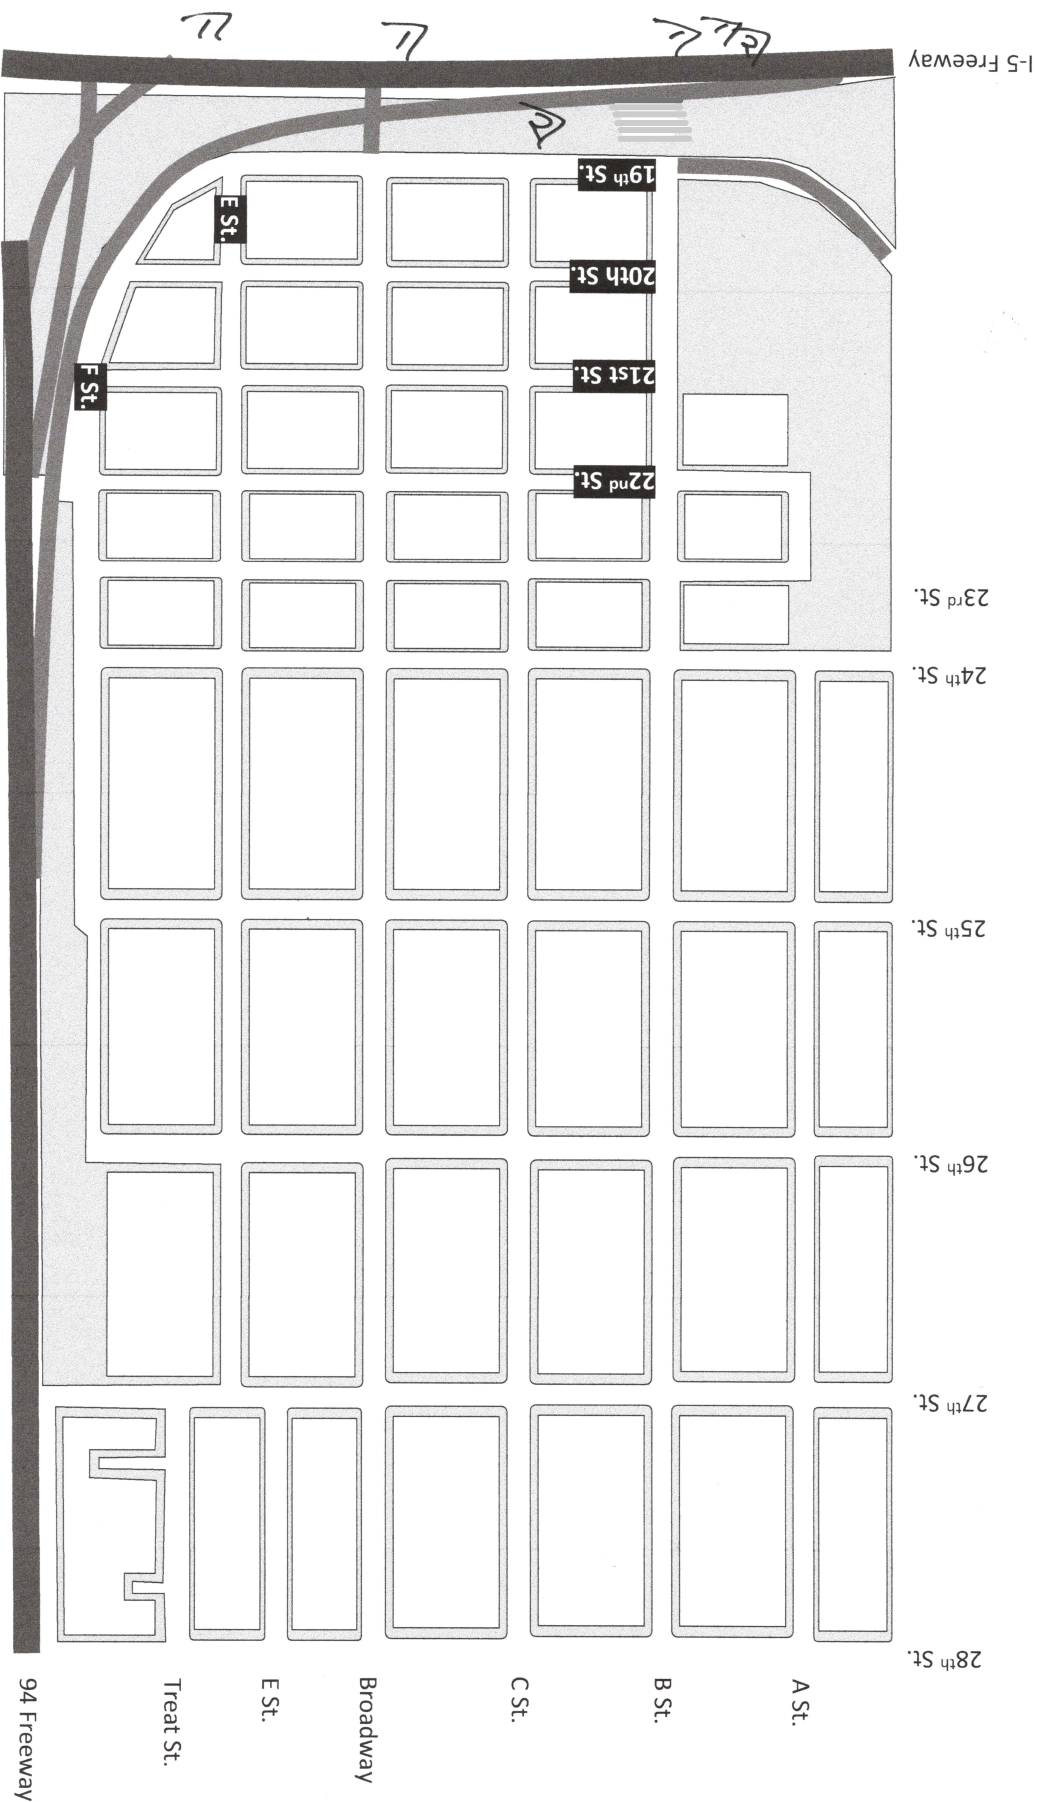 I-5 Freeway
19th St.
E St.
20th St.
21st St.
F St.
22nd St.
23rd St.
24th St.
25th St.
26th St.
27th St.
28th St.
A St.
B St.
C St.
Broadway
E St.
Treat St.
94 Freeway